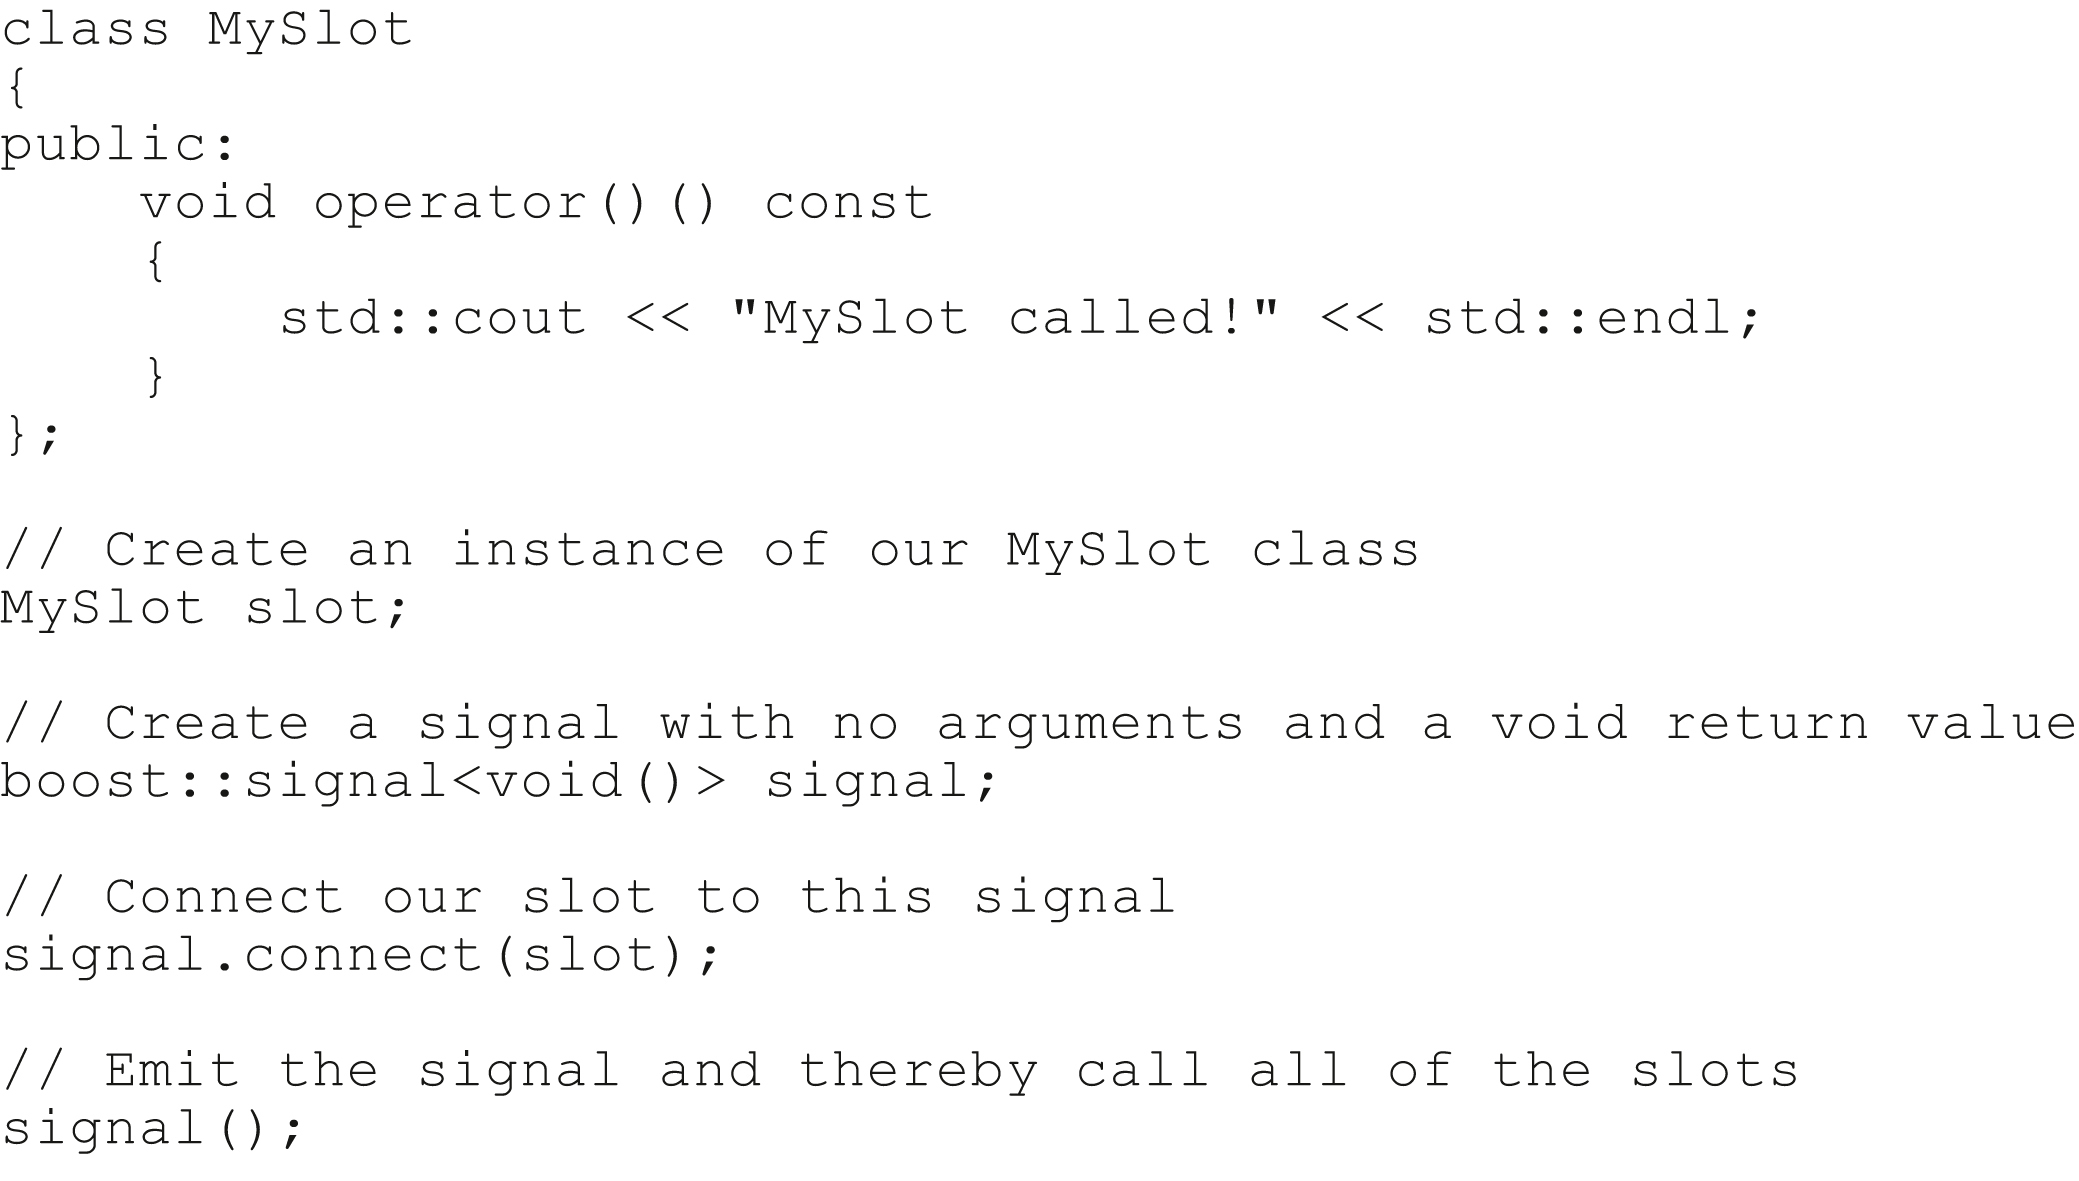 class MySlot
{
public:
    void operator()() const
    {
        std::cout << "MySlot called!" << std::endl;
    }
};

// Create an instance of our MySlot class
MySlot slot;

// Create a signal with no arguments and a void return value
boost::signal<void()> signal;

// Connect our slot to this signal
signal.connect(slot);

// Emit the signal and thereby call all of the slots
signal();